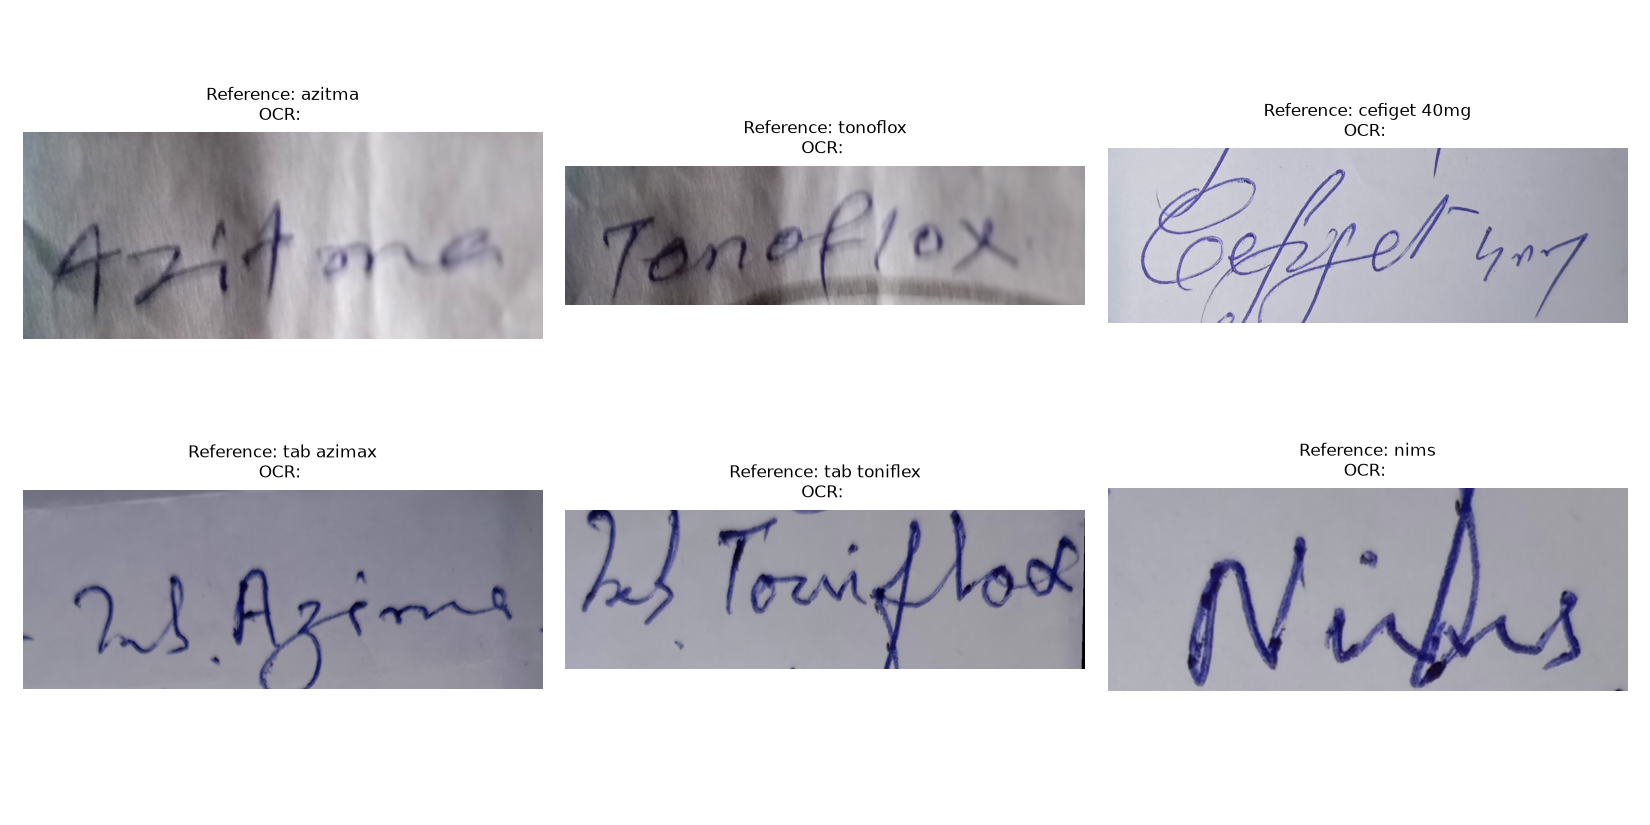 Reference: azitma
OCR:
Azitma
Reference: tonoflox
OCR:
Tonoflox
Reference: cefiget 40mg
OCR:
Cefiget
Reference: tab azimax
OCR:
Tab. Azima
Reference: tab toniflex
OCR:
Tab. Toniflox
Reference: nims
OCR:
Nims